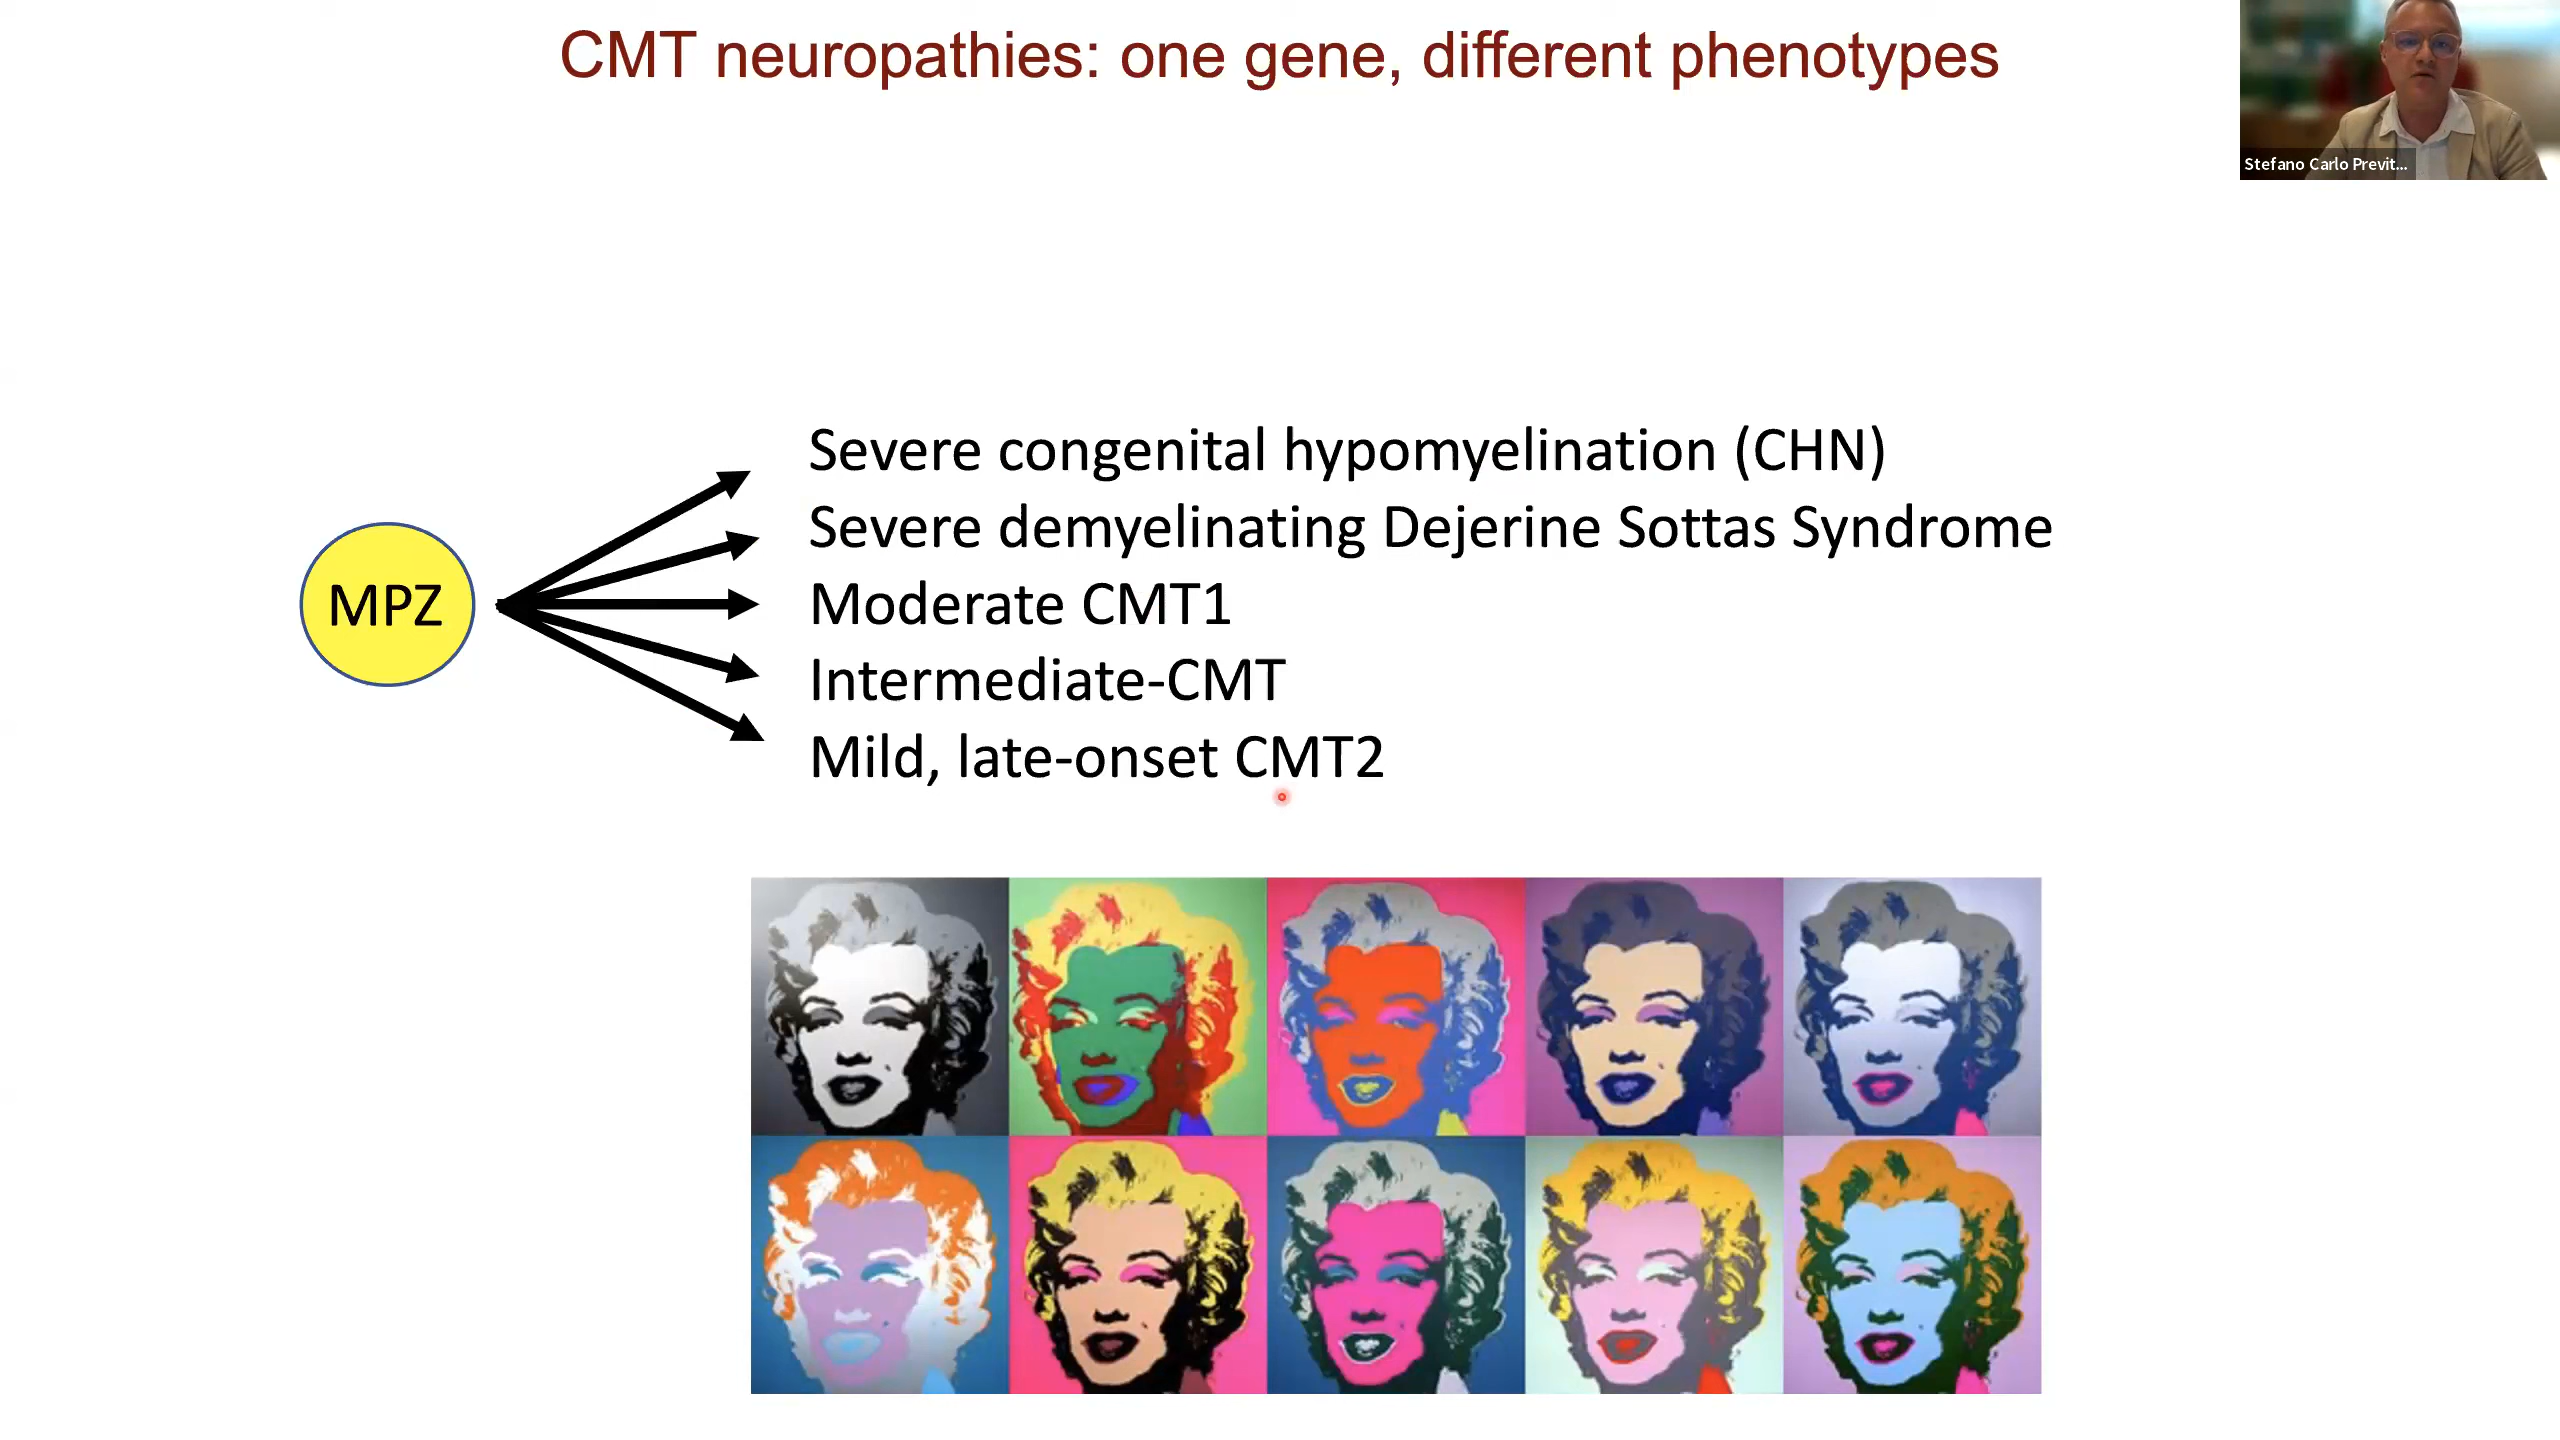 CMT neuropathies: one gene, different phenotypes
Stefano Carlo Previt...
Severe congenital hypomyelination (CHN)
Severe demyelinating Dejerine Sottas Syndrome
MPZ
Moderate CMT1
Intermediate-CMT
Mild, late-onset CMT2